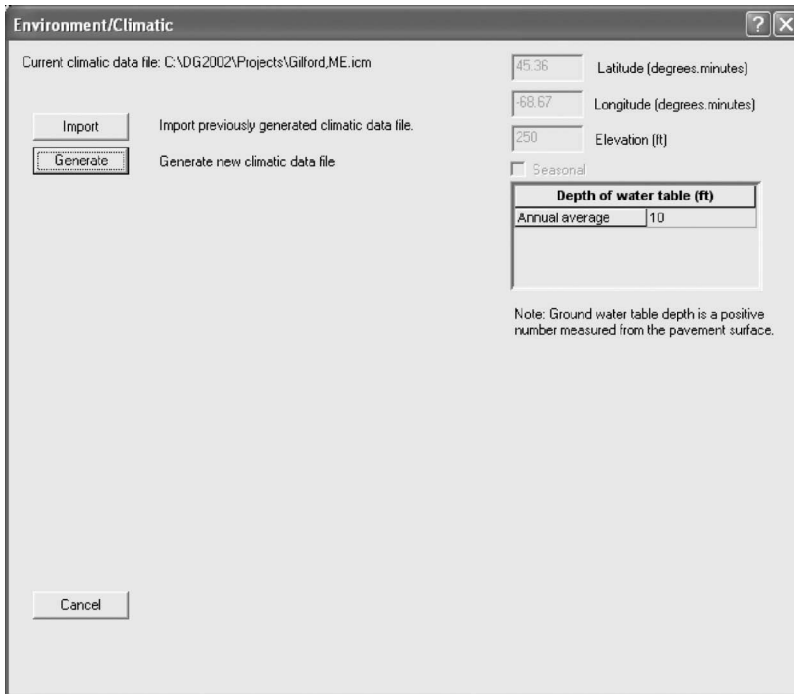 Environment/Climatic
? X
Current climatic data file: C:\DG2002\Projects\Gilford,ME.icm
45.36 Latitude (degrees.minutes)
-68.67 Longitude (degrees.minutes)
Import Import previously generated climatic data file.
250 Elevation (ft)
Generate Generate new climatic data file
Seasonal
Depth of water table (ft)
Annual average 10
Note: Ground water table depth is a positive
number measured from the pavement surface.
Cancel